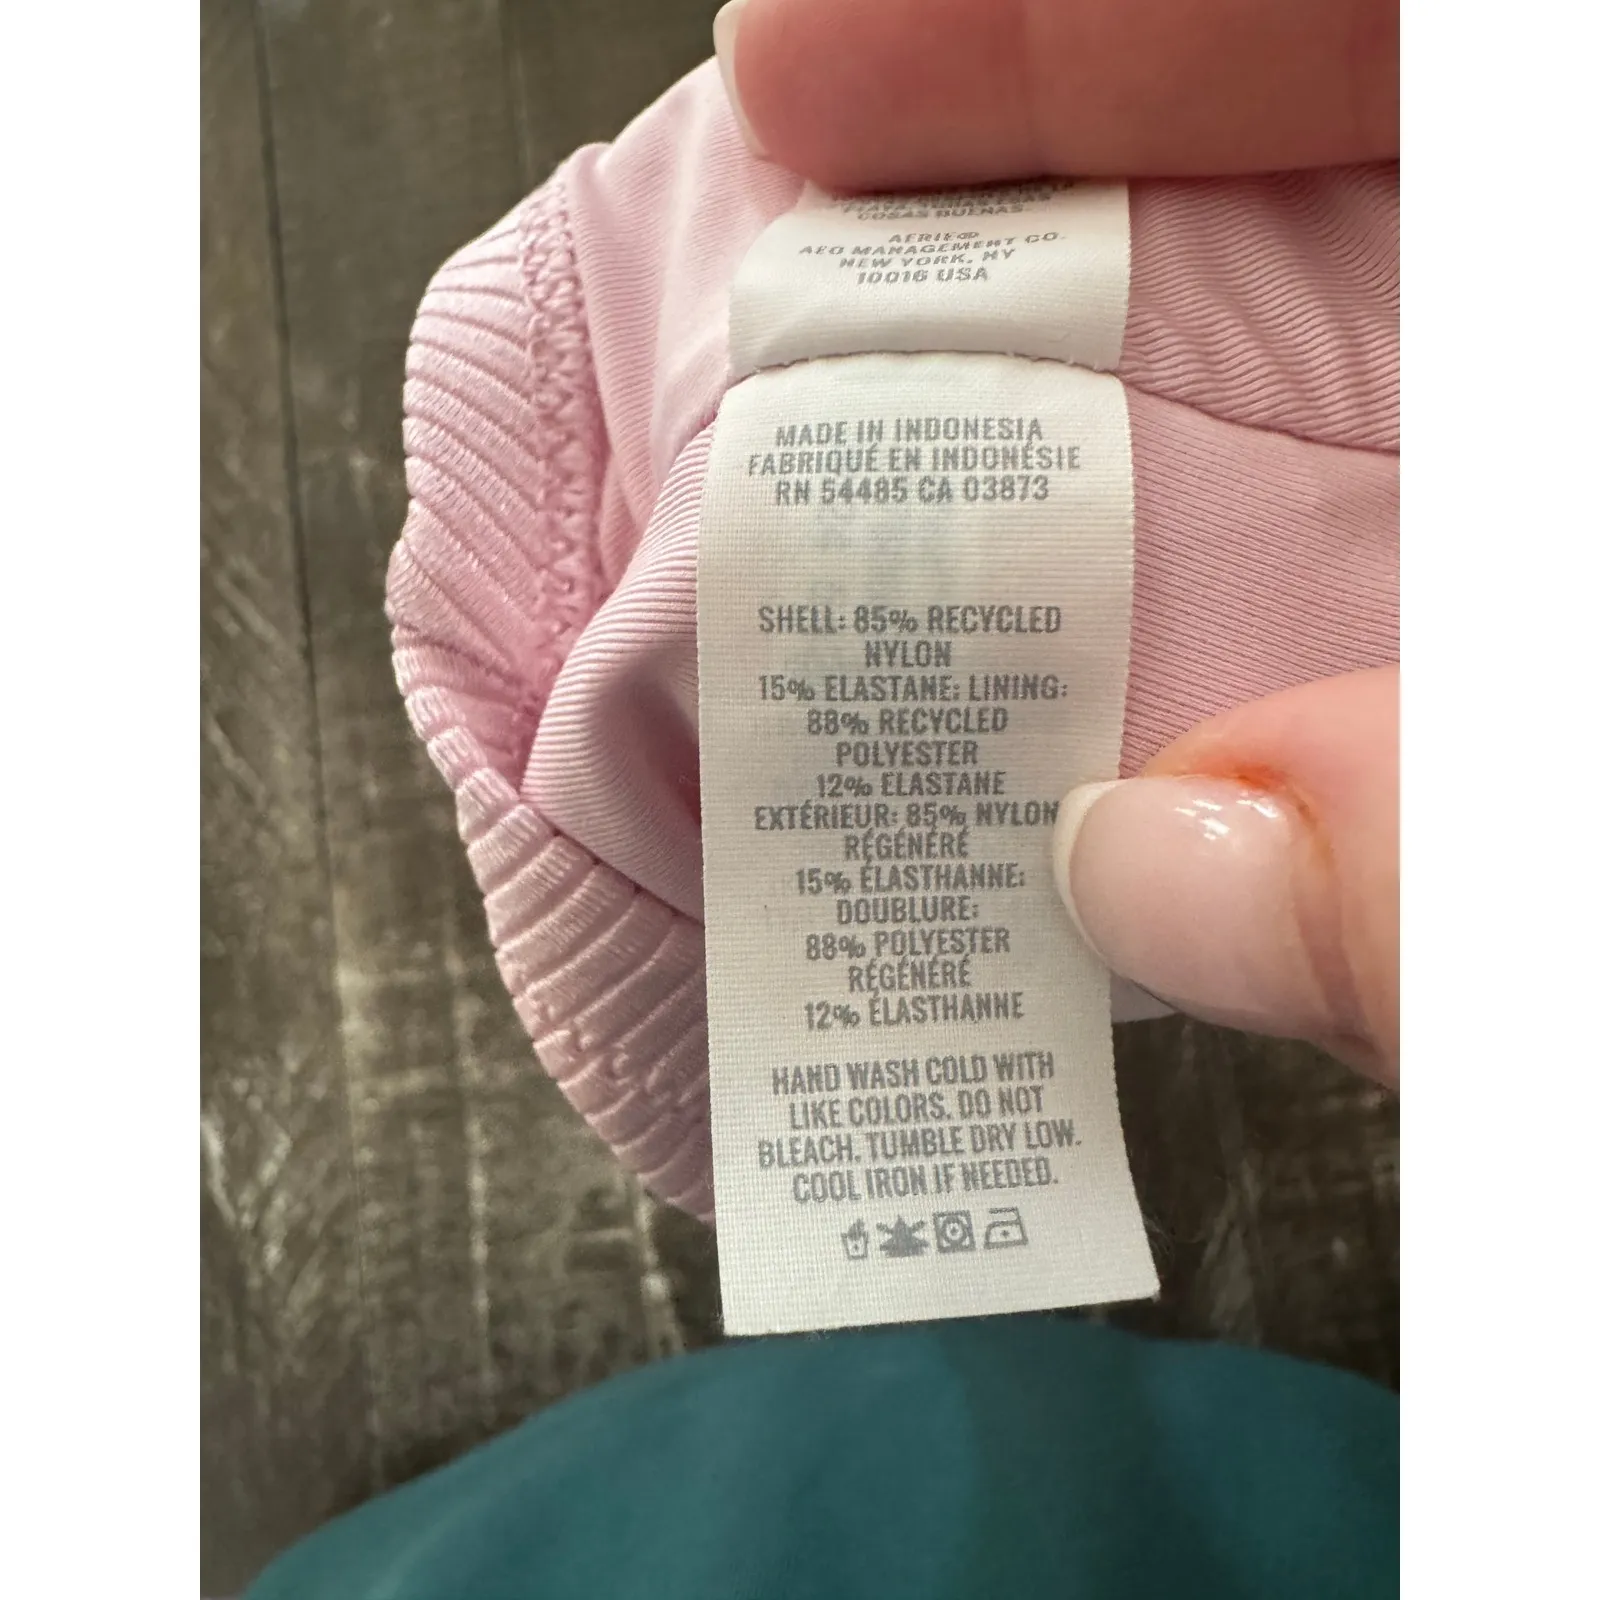 COSAS BUENAS.
AERIE®
AEO MANAGEMENT CO.
NEW YORK, NY
10016 USA
MADE IN INDONESIA
FABRIQUÉ EN INDONÉSIE
RN 54485 CA 03873
SHELL: 85% RECYCLED
NYLON
15% ELASTANE; LINING:
88% RECYCLED
POLYESTER
12% ELASTANE
EXTÉRIEUR: 85% NYLON
RÉGÉNÉRÉ
15% ÉLASTHANNE;
DOUBLURE:
88% POLYESTER
RÉGÉNÉRÉ
12% ÉLASTHANNE
HAND WASH COLD WITH
LIKE COLORS. DO NOT
BLEACH. TUMBLE DRY LOW.
COOL IRON IF NEEDED.